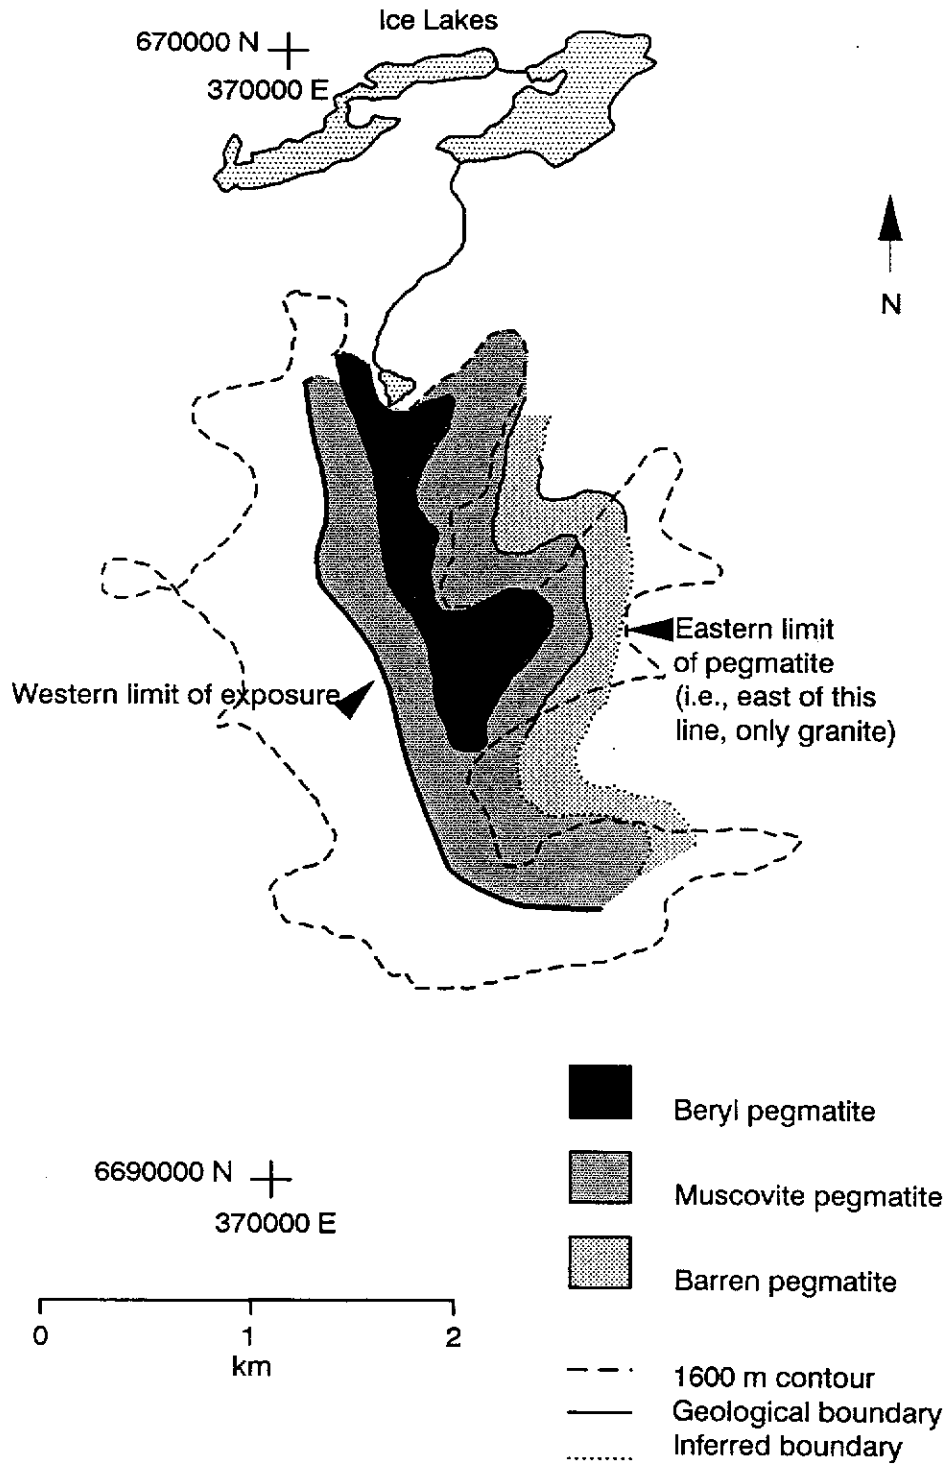 Ice Lakes
670000 N
370000 E
N
Eastern limit
of pegmatite
(i.e., east of this
line, only granite)
Western limit of exposure
Beryl pegmatite
6690000 N
370000 E
Muscovite pegmatite
Barren pegmatite
0 1 2
km
1600 m contour
Geological boundary
Inferred boundary